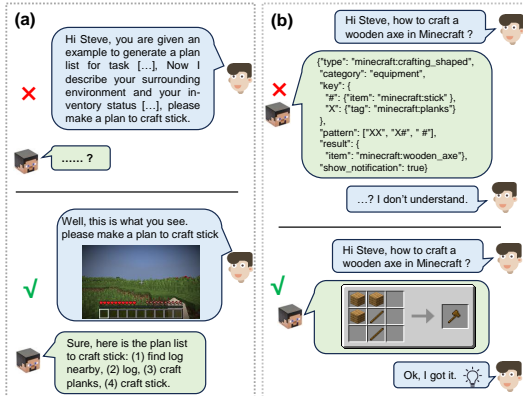 (a)
Hi Steve, you are given an
example to generate a plan
list for task [...], Now I
describe your surrounding
environment and your in-
ventory status [...], please
make a plan to craft stick.
...... ?
Well, this is what you see.
please make a plan to craft stick
Sure, here is the plan list
to craft stick: (1) find log
nearby, (2) log, (3) craft
planks, (4) craft stick.
(b)
Hi Steve, how to craft a
wooden axe in Minecraft ?
{"type": "minecraft:crafting_shaped",
"category": "equipment",
"key": {
"#": {"item": "minecraft:stick" },
"X": {"tag": "minecraft:planks"}
},
"pattern": ["XX", "X#", " #"],
"result": {
"item": "minecraft:wooden_axe"},
"show_notification": true}
...? I don't understand.
Hi Steve, how to craft a
wooden axe in Minecraft ?
Ok, I got it.